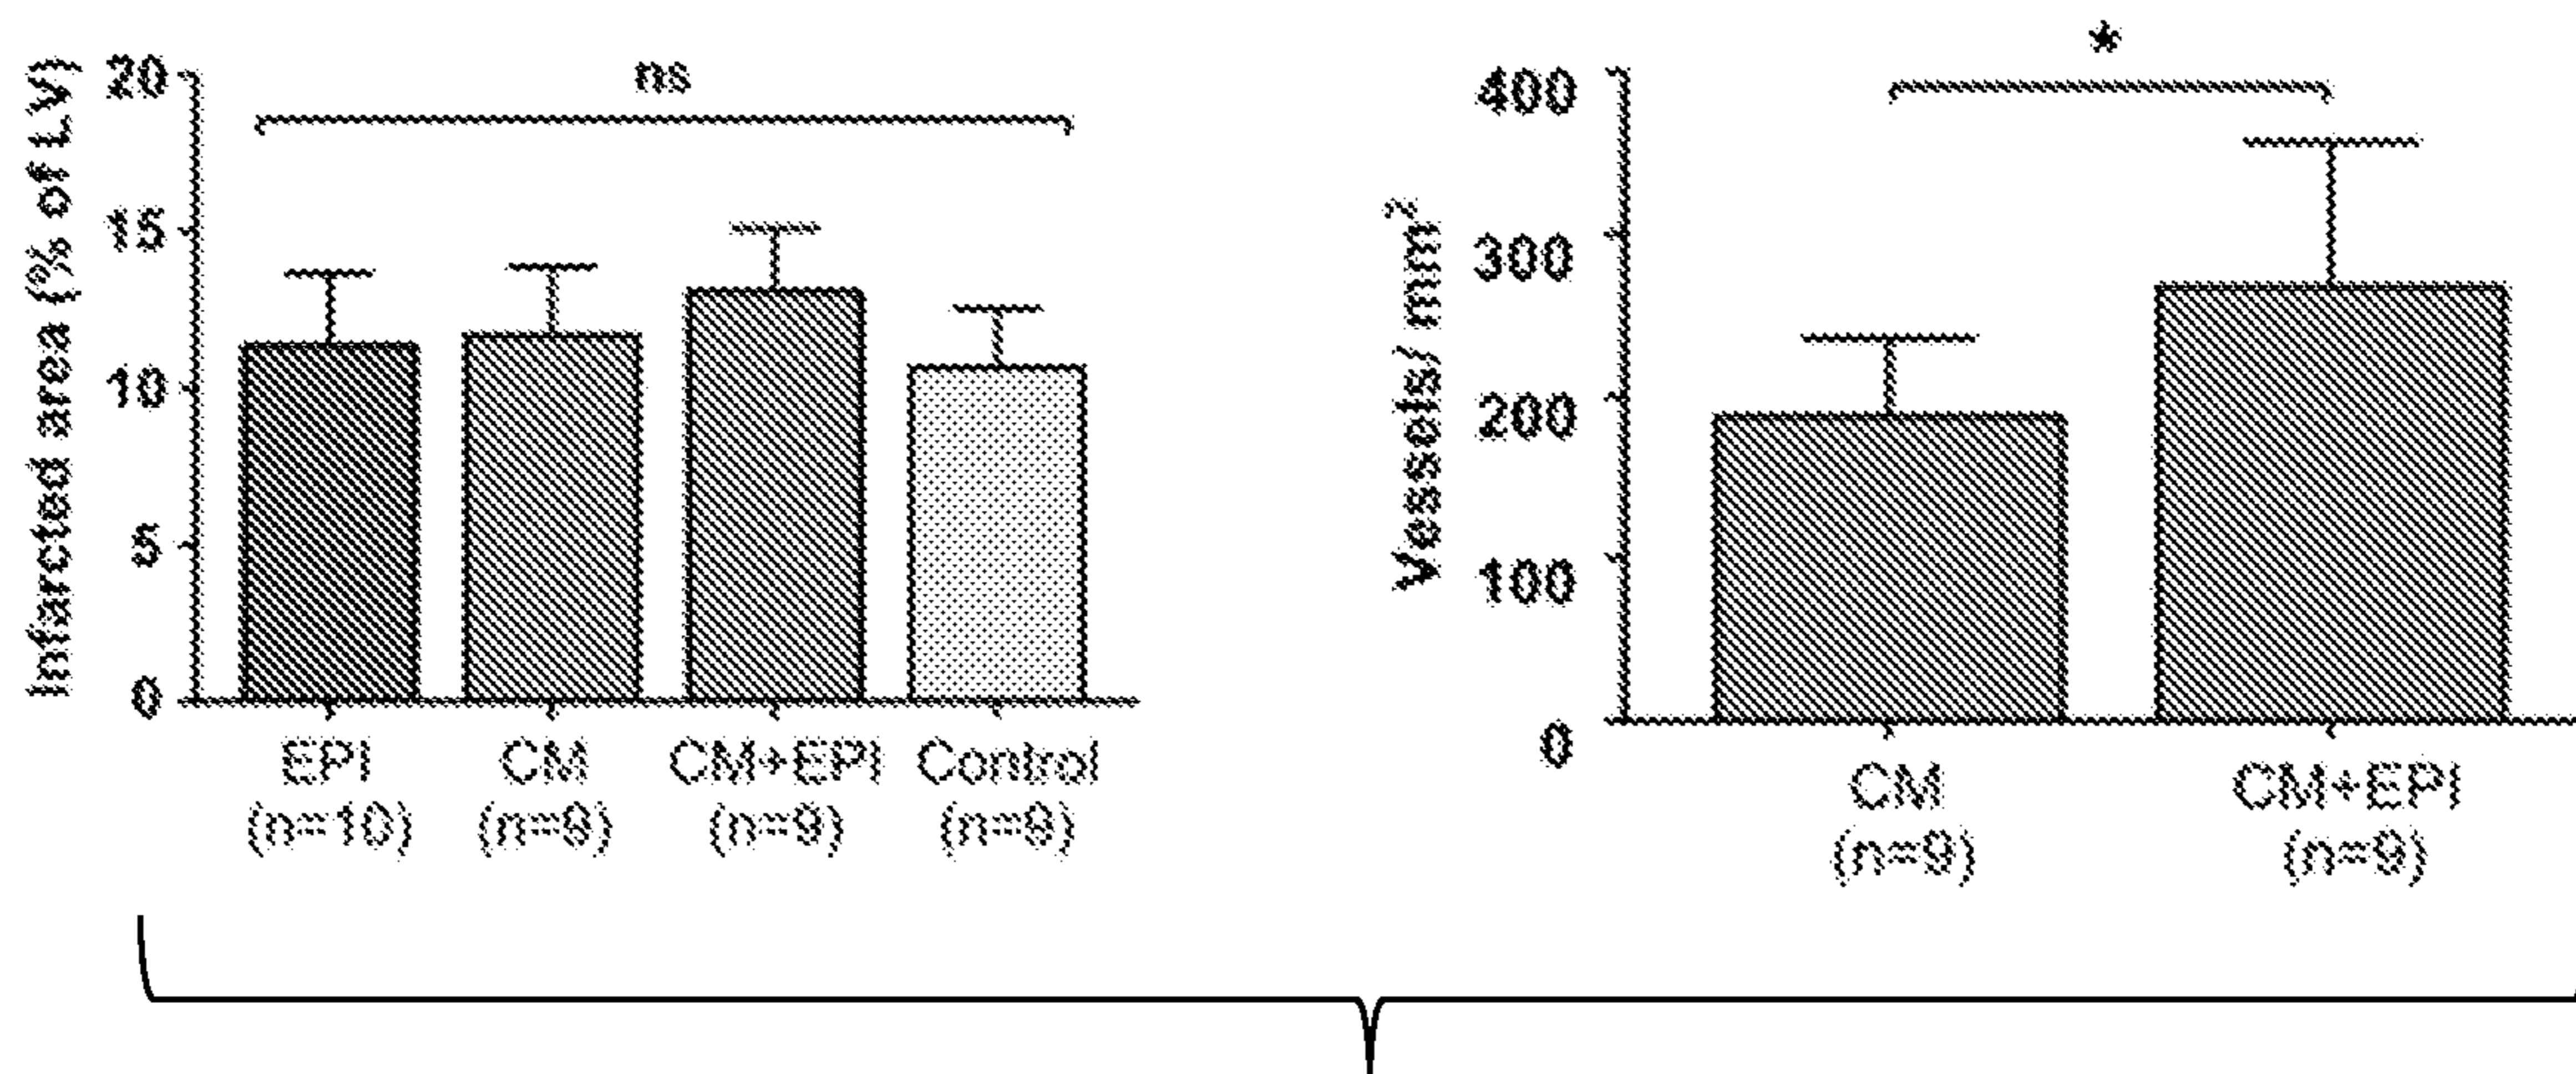 Infarcted area (% of LV)
20
15
10
5
0
ns
EPI
(n=10)
CM
(n=9)
CM+EPI
(n=9)
Control
(n=9)
Vessels/ mm²
400
300
200
100
0
*
CM
(n=9)
CM+EPI
(n=9)